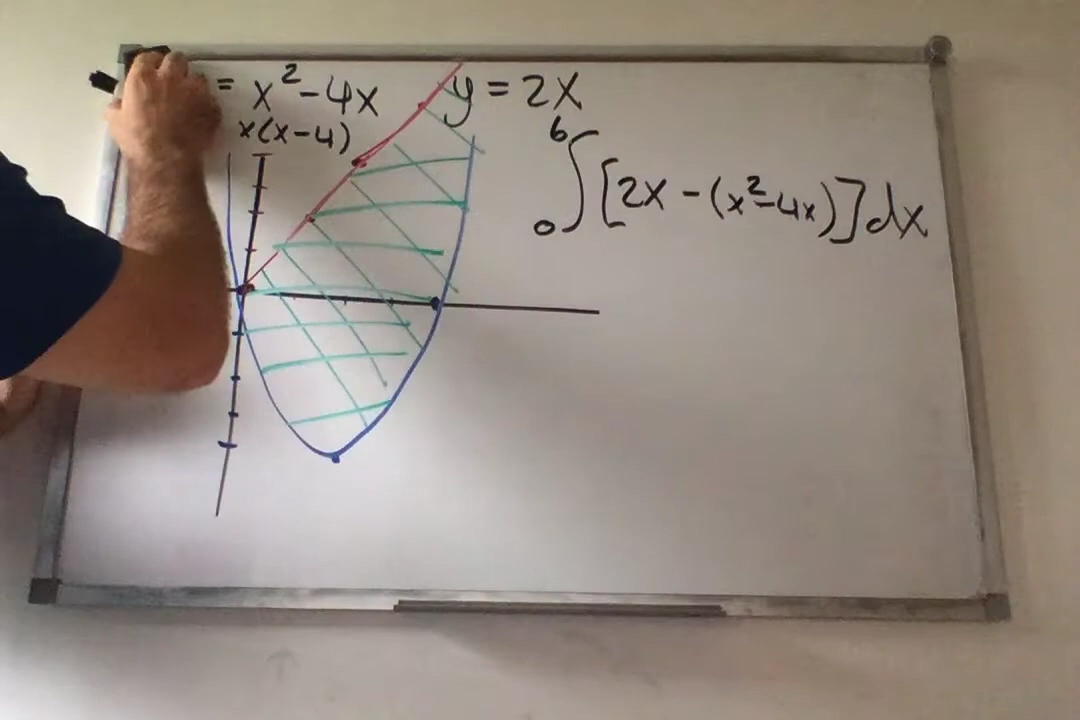 = x² - 4x
x(x-4)
y = 2x
6
∫ [2x - (x² - 4x)] dx
0